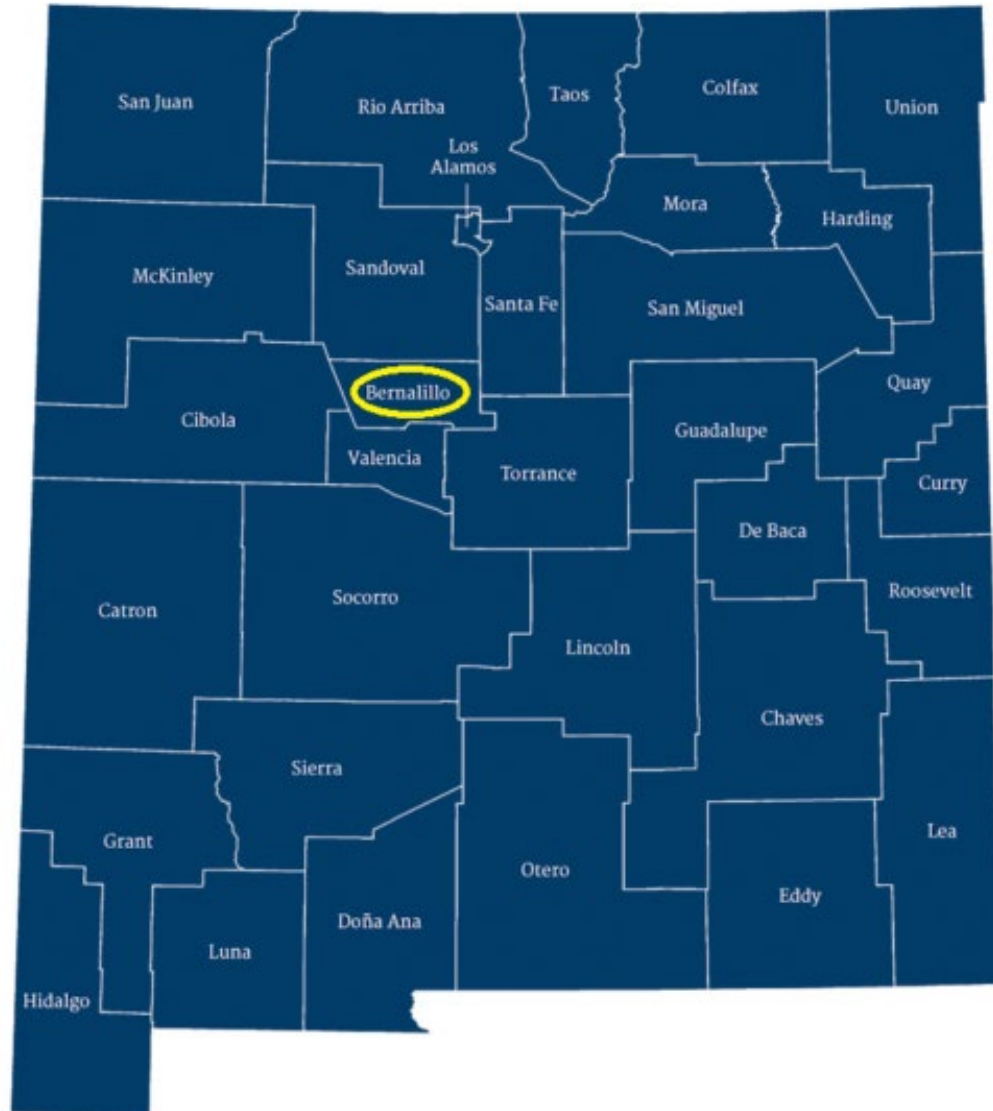 San Juan
Rio Arriba
Taos
Colfax
Union
Los
Alamos
Mora
Harding
McKinley
Sandoval
Santa Fe
San Miguel
Quay
Bernalillo
Cibola
Guadalupe
Valencia
Torrance
Curry
De Baca
Roosevelt
Catron
Socorro
Lincoln
Chaves
Sierra
Grant
Otero
Lea
Eddy
Doña Ana
Luna
Hidalgo